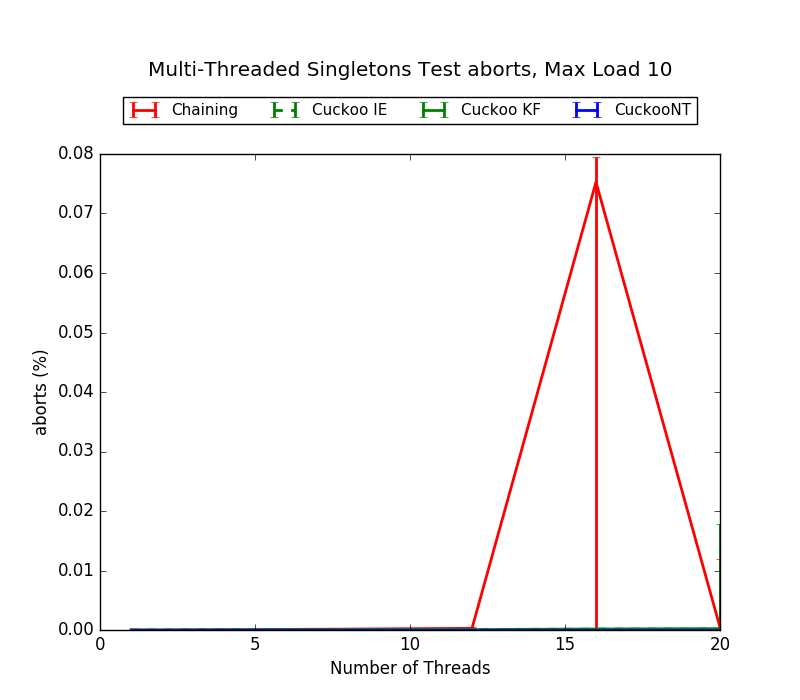 Multi-Threaded Singletons Test aborts, Max Load 10
Chaining Cuckoo IE Cuckoo KF CuckooNT
0.08
0.07
0.06
0.05
0.04
0.03
0.02
0.01
0.00
aborts (%)
0 5 10 15 20
Number of Threads